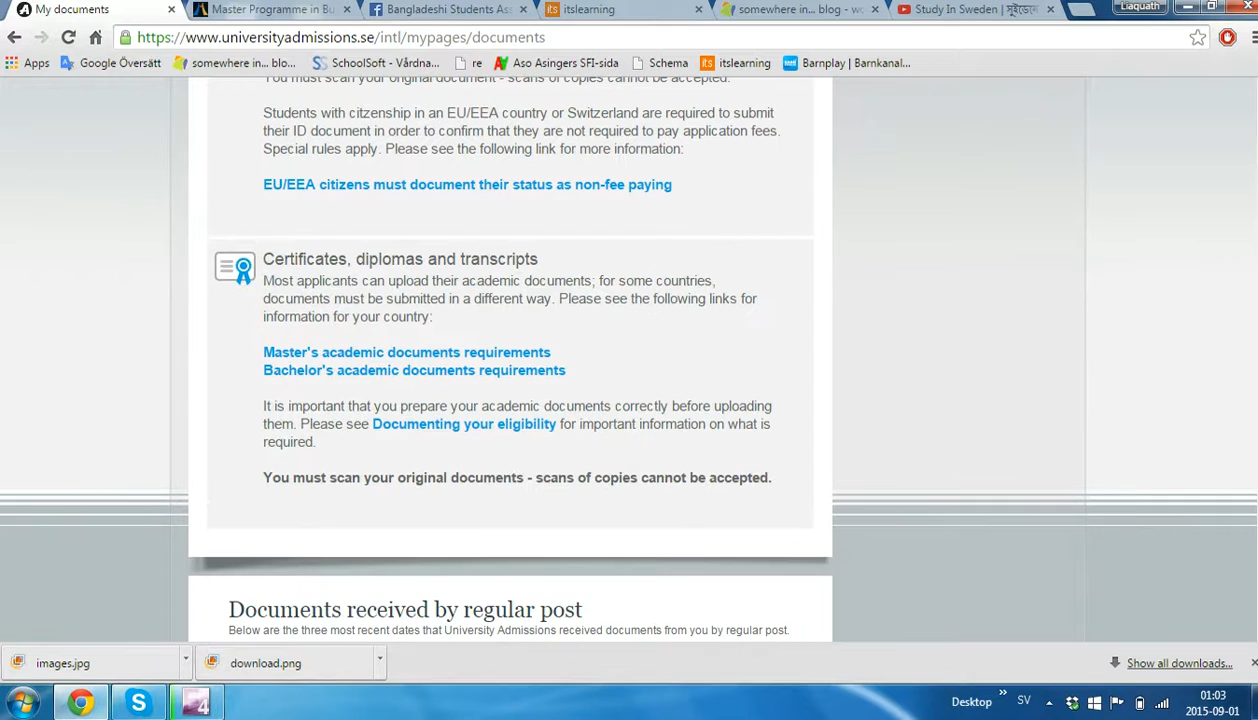 My documents
Master Programme in Bu
Bangladeshi Students Ass
itslearning
somewhere in... blog - wo
Study In Sweden |
Liaquath
https://www.universityadmissions.se/intl/mypages/documents
Apps
Google Översätt
somewhere in... blo...
SchoolSoft - Vårdna...
re
Aso Asingers SFI-sida
Schema
itslearning
Barnplay | Barnkanal...
You must scan your original document - scans of copies cannot be accepted.
Students with citzenship in an EU/EEA country or Switzerland are required to submit
their ID document in order to confirm that they are not required to pay application fees.
Special rules apply. Please see the following link for more information:
EU/EEA citizens must document their status as non-fee paying
Certificates, diplomas and transcripts
Most applicants can upload their academic documents; for some countries,
documents must be submitted in a different way. Please see the following links for
information for your country:
Master's academic documents requirements
Bachelor's academic documents requirements
It is important that you prepare your academic documents correctly before uploading
them. Please see Documenting your eligibility for important information on what is
required.
You must scan your original documents - scans of copies cannot be accepted.
Documents received by regular post
Below are the three most recent dates that University Admissions received documents from you by regular post.
images.jpg
download.png
Show all downloads...
Desktop
SV
01:03
2015-09-01